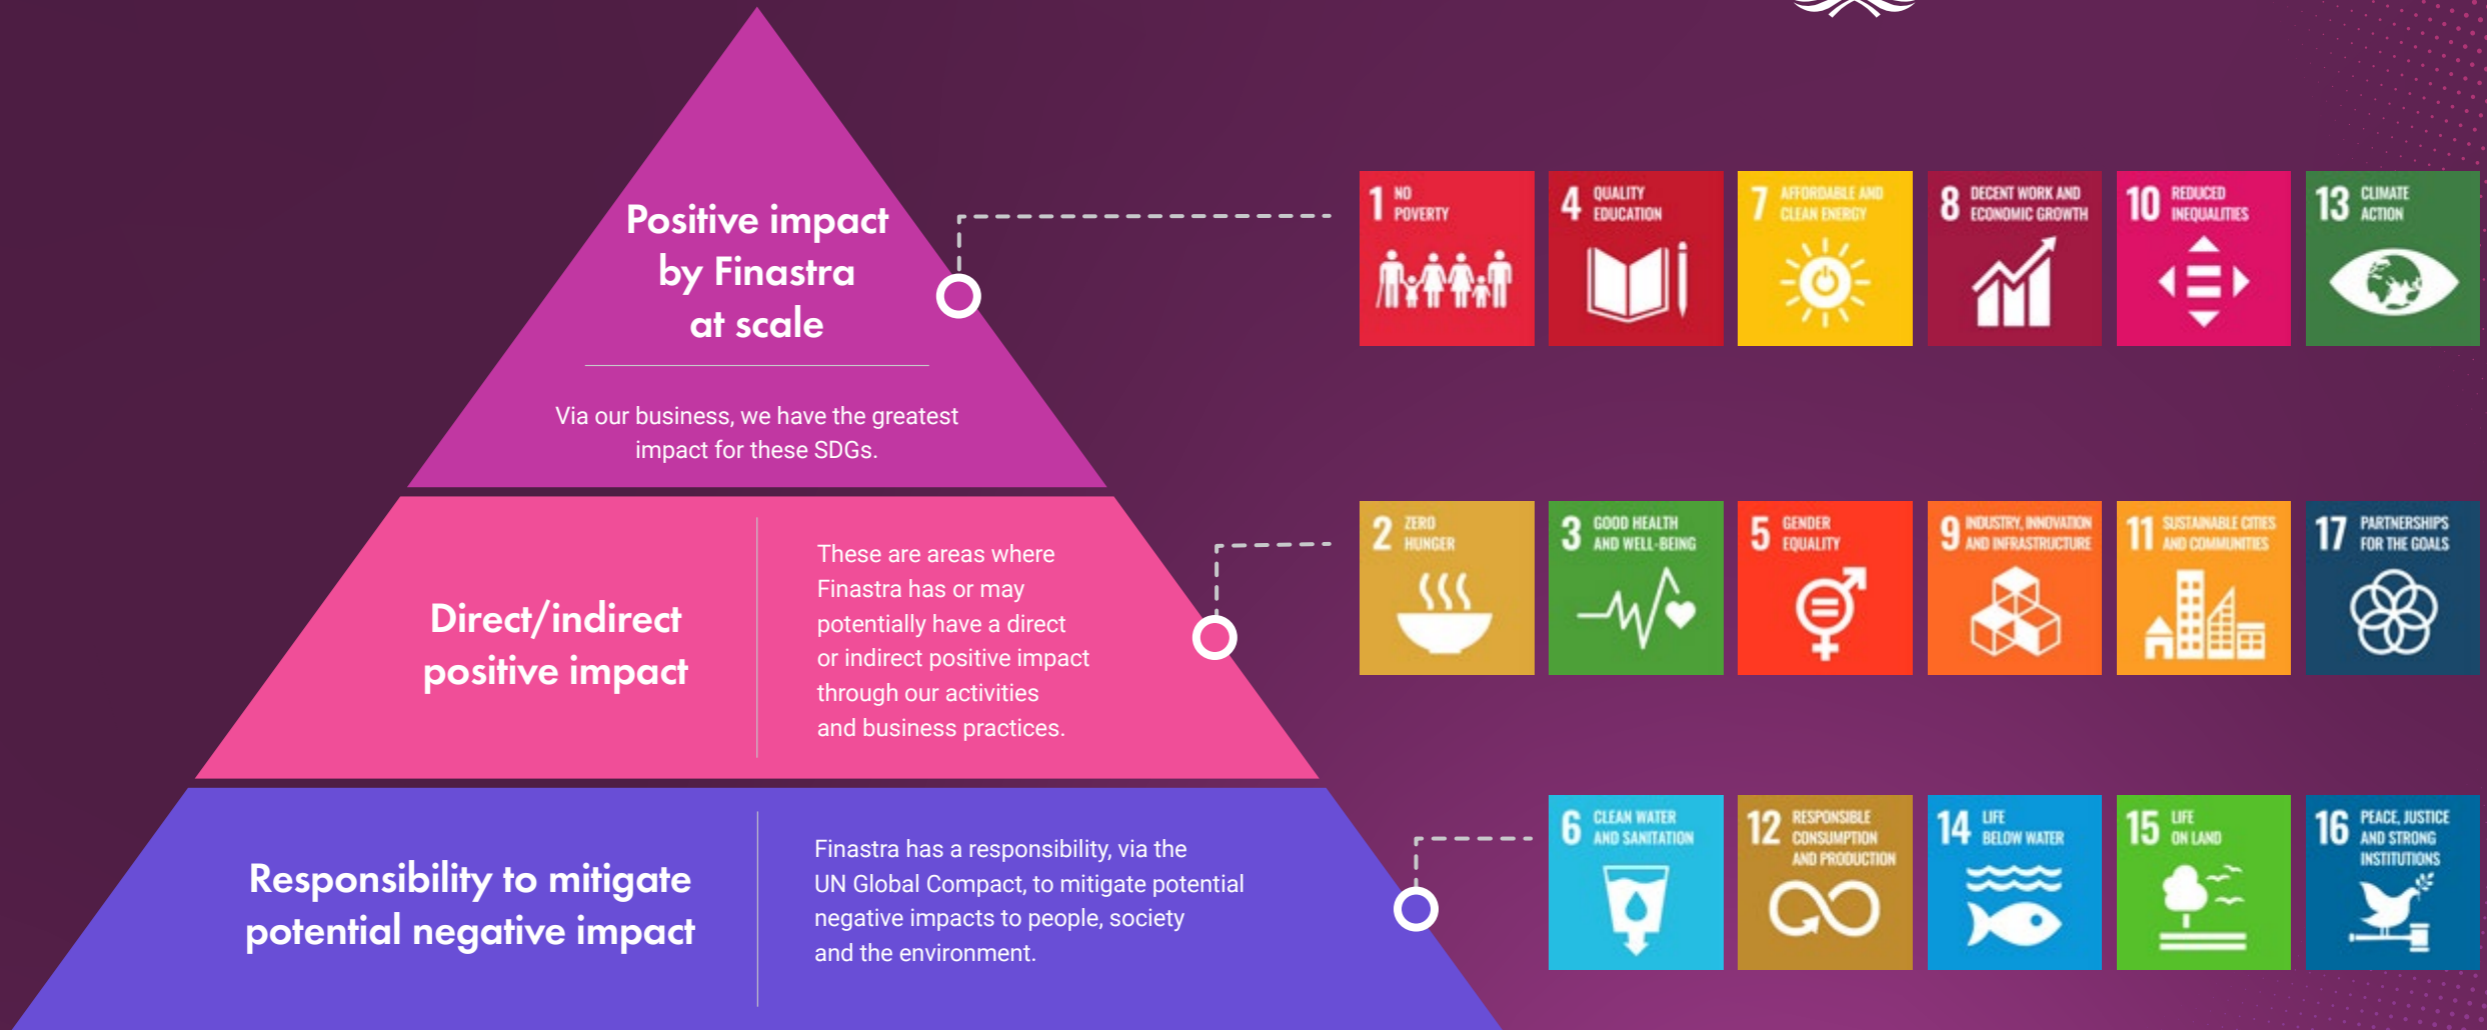 Positive impact
by Finastra
at scale
Via our business, we have the greatest
impact for these SDGs.
1 NO
POVERTY
4 QUALITY
EDUCATION
7 AFFORDABLE AND
CLEAN ENERGY
8 DECENT WORK AND
ECONOMIC GROWTH
10 REDUCED
INEQUALITIES
13 CLIMATE
ACTION
Direct/indirect
positive impact
These are areas where
Finastra has or may
potentially have a direct
or indirect positive impact
through our activities
and business practices.
2 ZERO
HUNGER
3 GOOD HEALTH
AND WELL-BEING
5 GENDER
EQUALITY
9 INDUSTRY, INNOVATION
AND INFRASTRUCTURE
11 SUSTAINABLE CITIES
AND COMMUNITIES
17 PARTNERSHIPS
FOR THE GOALS
Responsibility to mitigate
potential negative impact
Finastra has a responsibility, via the
UN Global Compact, to mitigate potential
negative impacts to people, society
and the environment.
6 CLEAN WATER
AND SANITATION
12 RESPONSIBLE
CONSUMPTION
AND PRODUCTION
14 LIFE
BELOW WATER
15 LIFE
ON LAND
16 PEACE, JUSTICE
AND STRONG
INSTITUTIONS